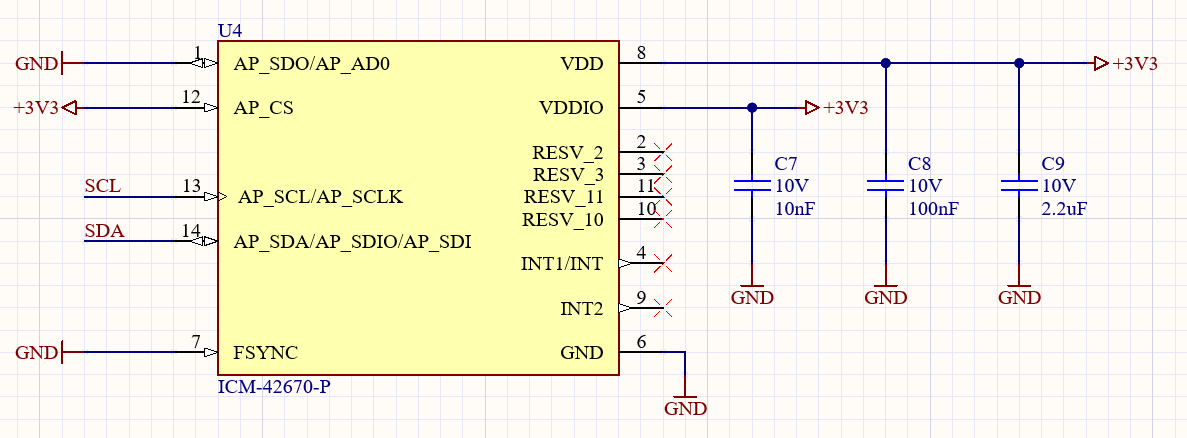 U4
GND 1 AP_SDO/AP_AD0 VDD 8 +3V3
+3V3 12 AP_CS VDDIO 5 +3V3
RESV_2 2
RESV_3 3
SCL 13 AP_SCL/AP_SCLK RESV_11 11
RESV_10 10
SDA 14 AP_SDA/AP_SDIO/AP_SDI
INT1/INT 4
INT2 9
GND 7 FSYNC GND 6
ICM-42670-P
GND
C7
10V
10nF
GND
C8
10V
100nF
GND
C9
10V
2.2uF
GND